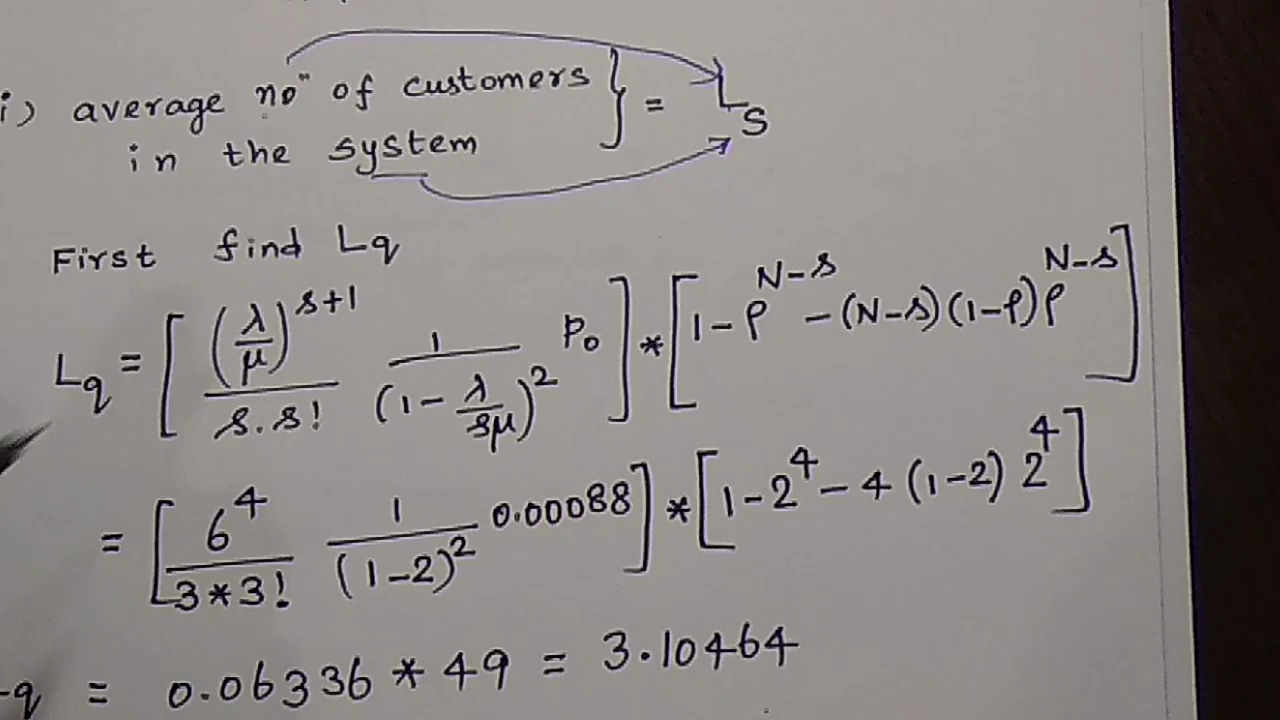 i) average no" of customers } = Ls
in the system
First find Lq
Lq = [ (λ/μ)^(s+1) / s.s! 1 / (1 - λ/sμ)^2 P₀ ] * [ 1 - ρ^(N-s) - (N-s)(1-ρ)ρ^(N-s) ]
= [ 6^4 / 3*3! 1 / (1-2)^2 0.00088 ] * [ 1 - 2^4 - 4 (1-2) 2^4 ]
Lq = 0.06336 * 49 = 3.10464